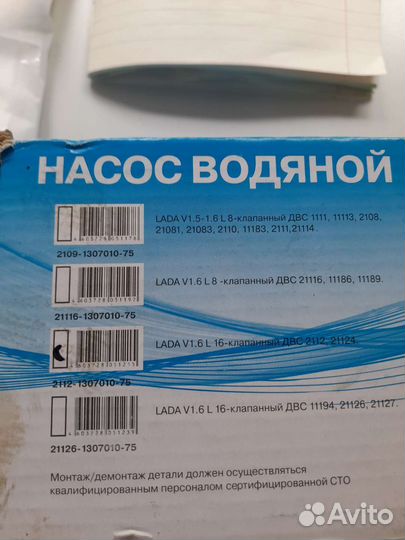 НАСОС ВОДЯНОЙ
LADA V1.5-1.6 L 8-клапанный ДВС 1111, 11113, 2108,
21081, 21083, 2110, 11183, 2111,21114.
2109-1307010-75
LADA V1.6 L 8 -клапанный ДВС 21116, 11186, 11189.
21116-1307010-75
LADA V1.6 L 16-клапанный ДВС 2112, 21124.
2112-1307010-75
LADA V1.6 L 16-клапанный ДВС 11194, 21126, 21127.
21126-1307010-75
Монтаж/демонтаж детали должен осуществляться
квалифицированным персоналом сертифицированной СТО
Avito